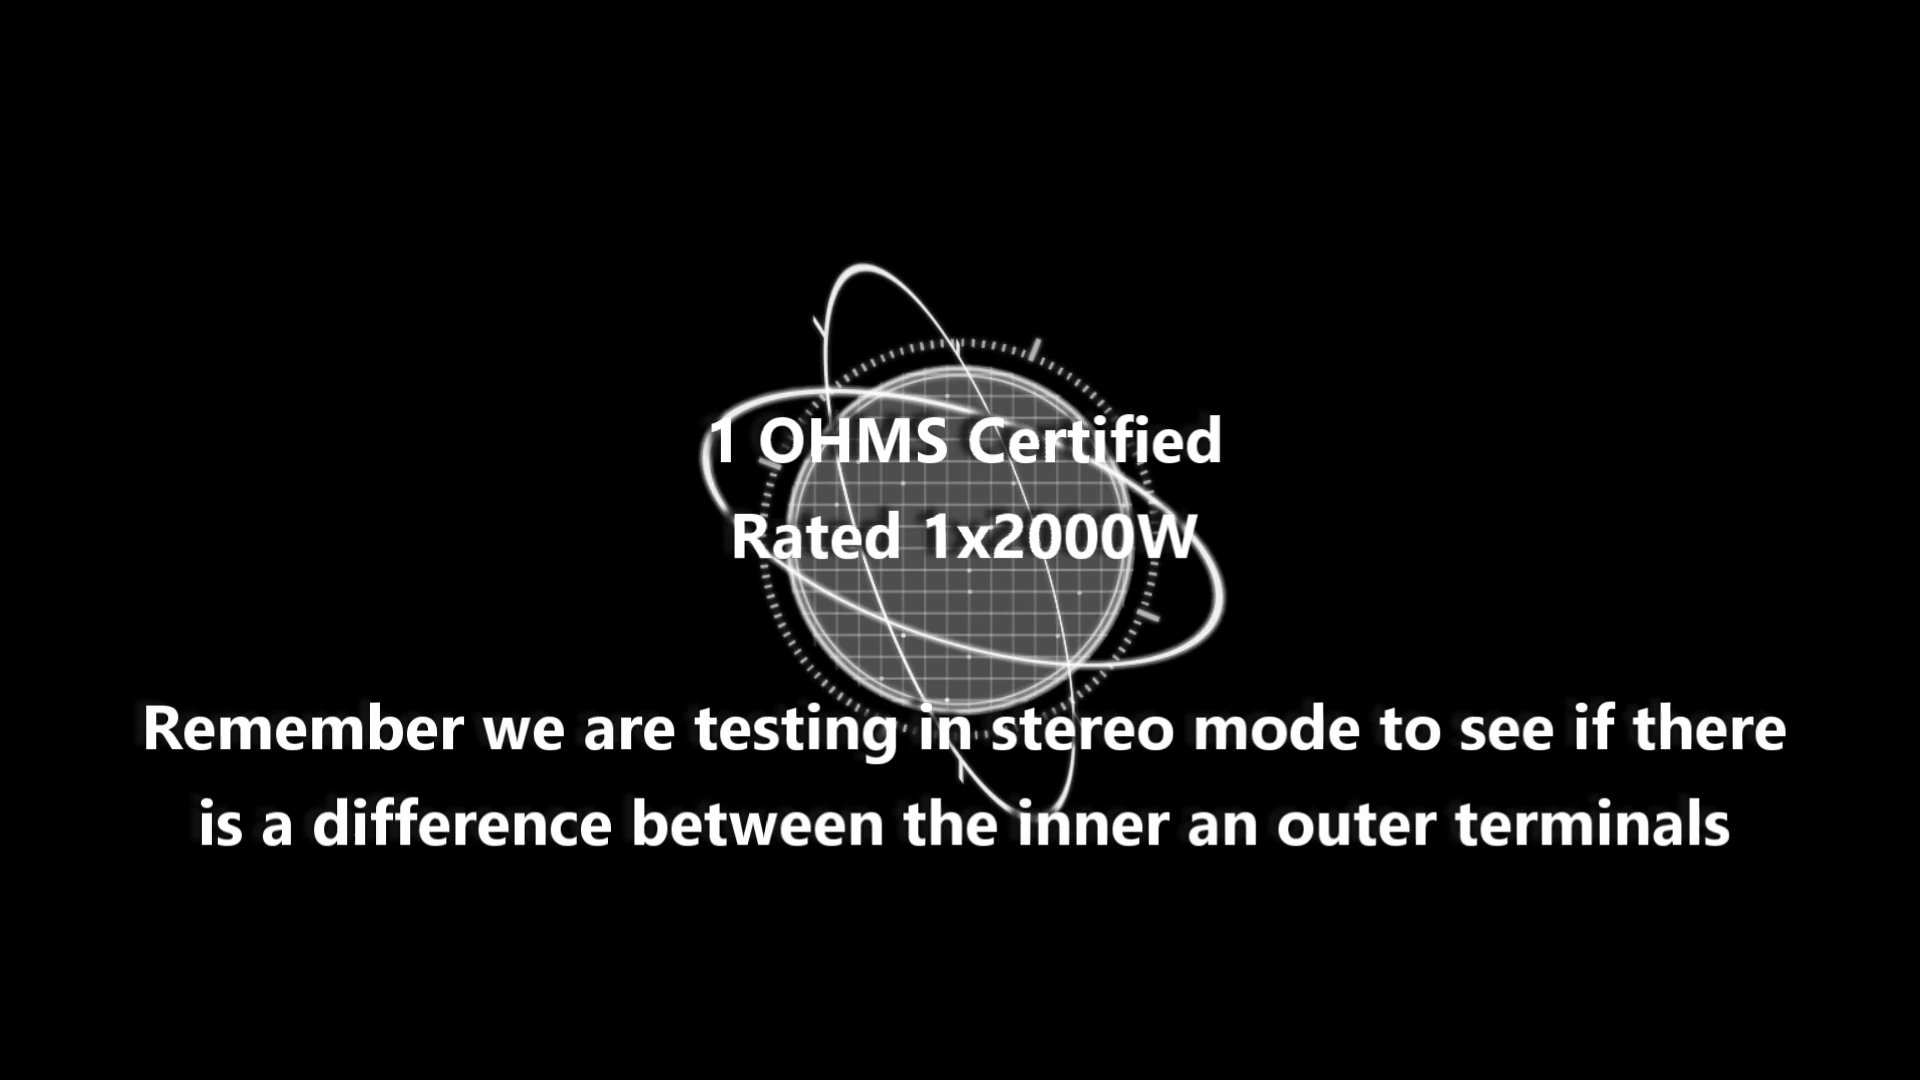 1 OHMS Certified
Rated 1x2000W
Remember we are testing in stereo mode to see if there
is a difference between the inner an outer terminals